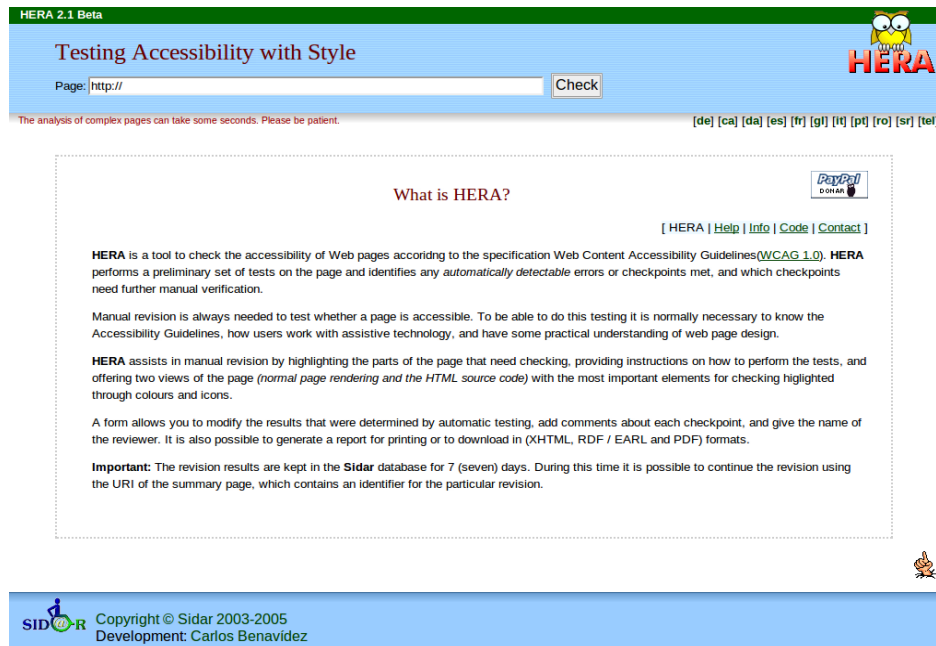 HERA 2.1 Beta
Testing Accessibility with Style
HERA
Page: http:// Check
The analysis of complex pages can take some seconds. Please be patient.
[de] [ca] [da] [es] [fr] [gl] [it] [pt] [ro] [sr] [tel]
PayPal
DONAR
What is HERA?
[ HERA | Help | Info | Code | Contact ]
HERA is a tool to check the accessibility of Web pages accoridng to the specification Web Content Accessibility Guidelines(WCAG 1.0). HERA
performs a preliminary set of tests on the page and identifies any automatically detectable errors or checkpoints met, and which checkpoints
need further manual verification.
Manual revision is always needed to test whether a page is accessible. To be able to do this testing it is normally necessary to know the
Accessibility Guidelines, how users work with assistive technology, and have some practical understanding of web page design.
HERA assists in manual revision by highlighting the parts of the page that need checking, providing instructions on how to perform the tests, and
offering two views of the page (normal page rendering and the HTML source code) with the most important elements for checking higlighted
through colours and icons.
A form allows you to modify the results that were determined by automatic testing, add comments about each checkpoint, and give the name of
the reviewer. It is also possible to generate a report for printing or to download in (XHTML, RDF / EARL and PDF) formats.
Important: The revision results are kept in the Sidar database for 7 (seven) days. During this time it is possible to continue the revision using
the URI of the summary page, which contains an identifier for the particular revision.
SID@R
Copyright © Sidar 2003-2005
Development: Carlos Benavídez